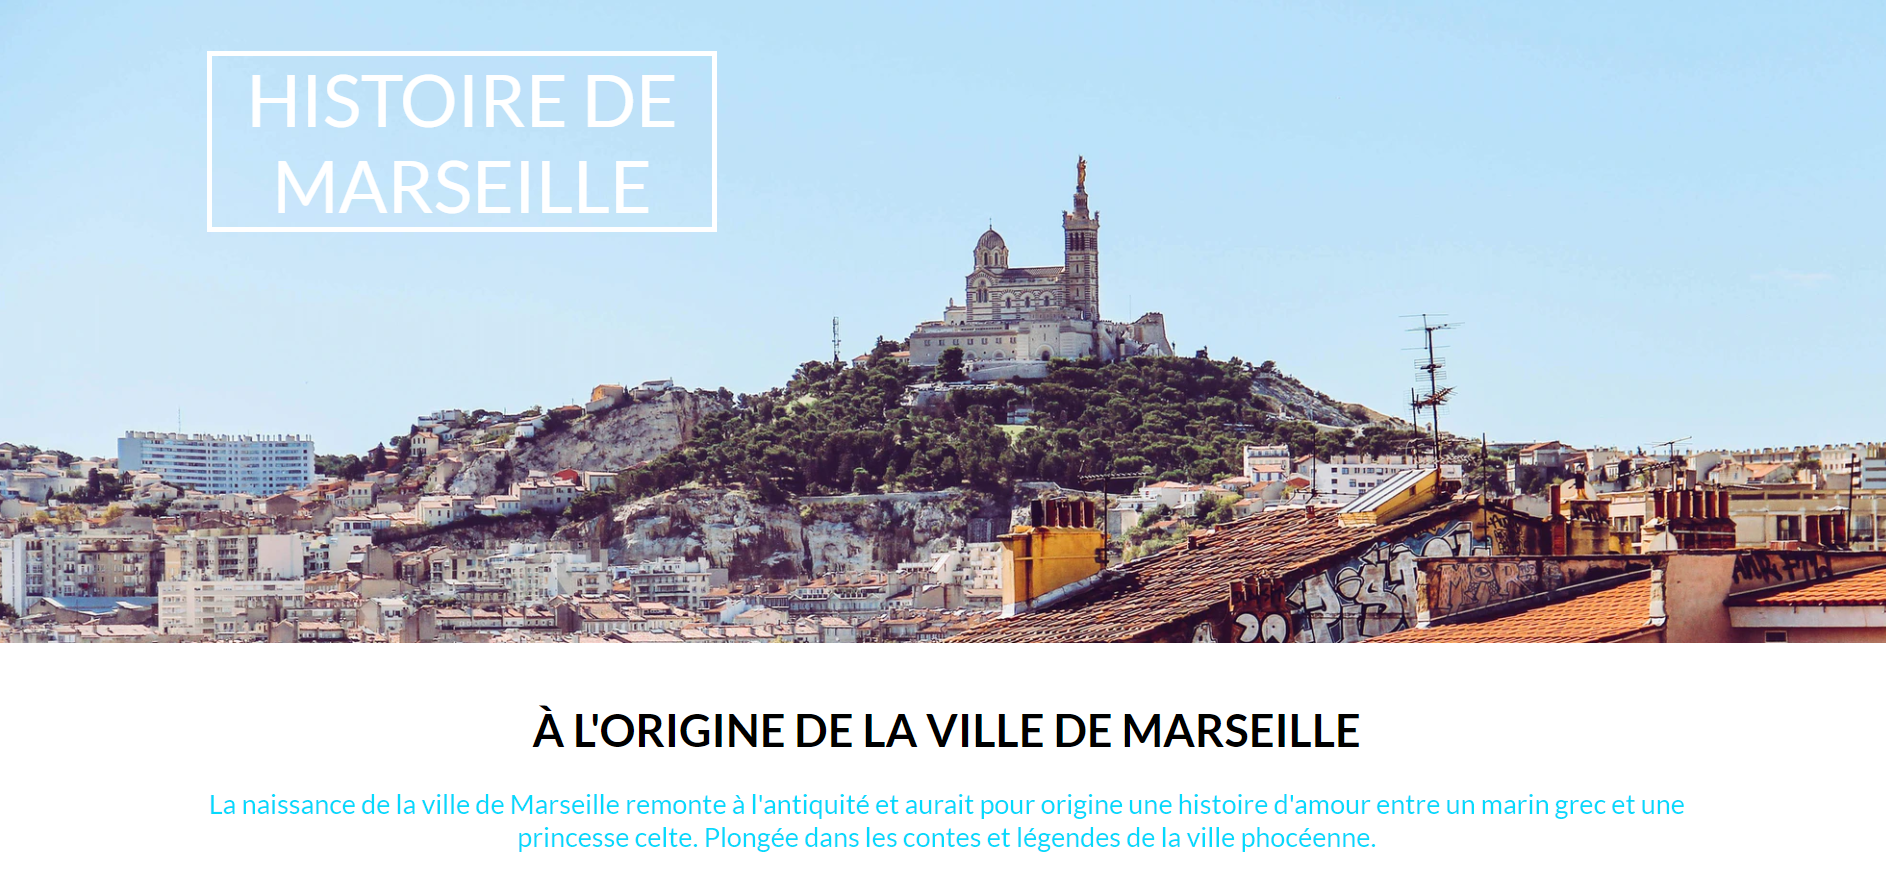 HISTOIRE DE
MARSEILLE
À L'ORIGINE DE LA VILLE DE MARSEILLE
La naissance de la ville de Marseille remonte à l'antiquité et aurait pour origine une histoire d'amour entre un marin grec et une
princesse celte. Plongée dans les contes et légendes de la ville phocéenne.